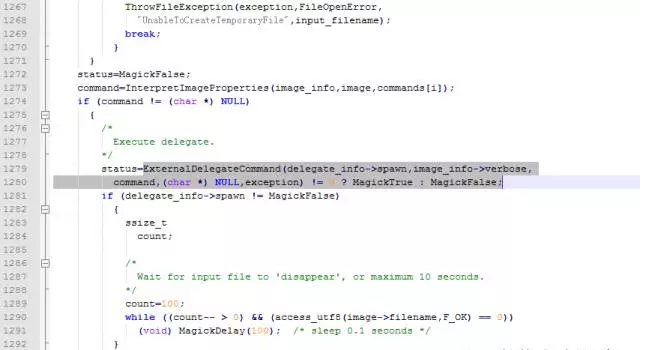 1267 ThrowFileException(exception,FileOpenError,
1268 "UnableToCreateTemporaryFile",input_filename);
1269 break;
1270 }
1271 }
1272 status=MagickFalse;
1273 command=InterpretImageProperties(image_info,image,commands[i]);
1274 if (command != (char *) NULL)
1275 {
1276 /*
1277 Execute delegate.
1278 */
1279 status=ExternalDelegateCommand(delegate_info->spawn,image_info->verbose,
1280 command,(char *) NULL,exception) != 0 ? MagickTrue : MagickFalse;
1281 if (delegate_info->spawn != MagickFalse)
1282 {
1283 ssize_t
1284 count;
1285
1286 /*
1287 Wait for input file to 'disappear', or maximum 10 seconds.
1288 */
1289 count=100;
1290 while ((count-- > 0) && (access_utf8(image->filename,F_OK) == 0))
1291 (void) MagickDelay(100); /* sleep 0.1 seconds */
1292 }